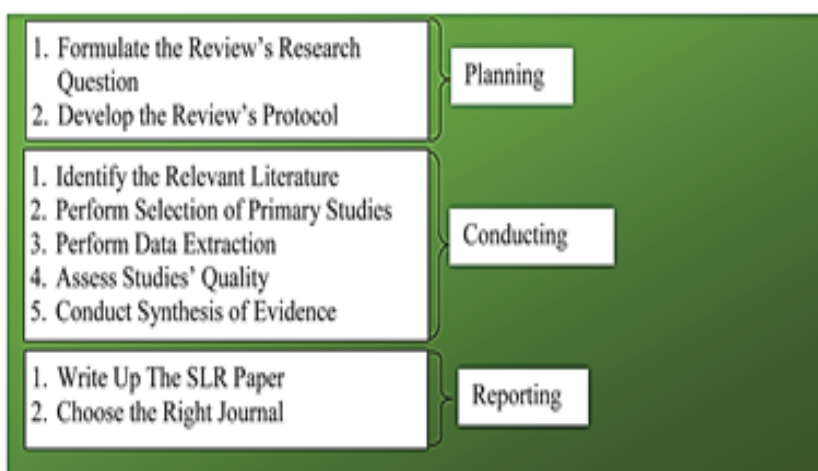 1. Formulate the Review's Research
Question
2. Develop the Review's Protocol
Planning
1. Identify the Relevant Literature
2. Perform Selection of Primary Studies
3. Perform Data Extraction
4. Assess Studies' Quality
5. Conduct Synthesis of Evidence
Conducting
1. Write Up The SLR Paper
2. Choose the Right Journal
Reporting